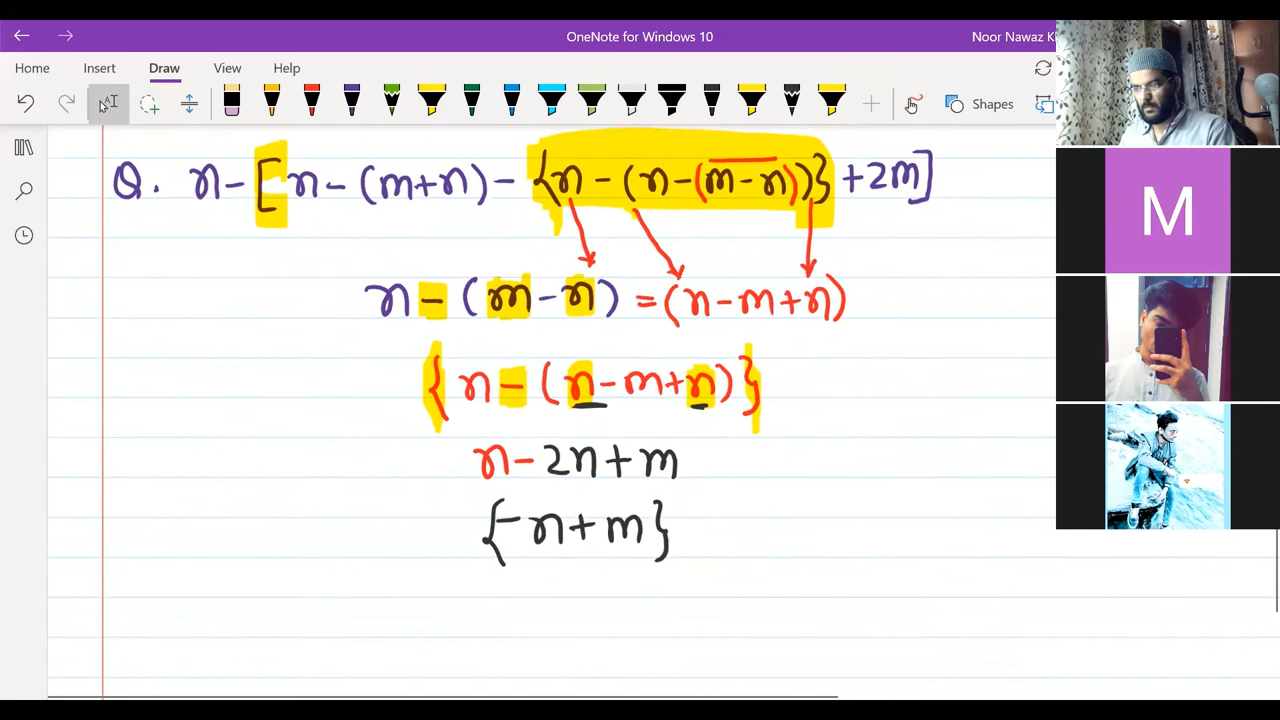 OneNote for Windows 10
Noor Nawaz K
Home Insert Draw View Help
Shapes
Q. n - [n - (m+n) - {n - (n - (m - n))} + 2m]
n - (m - n) = (n - m + n)
{ n - (n - m + n) }
n - 2n + m
{- n + m}
M